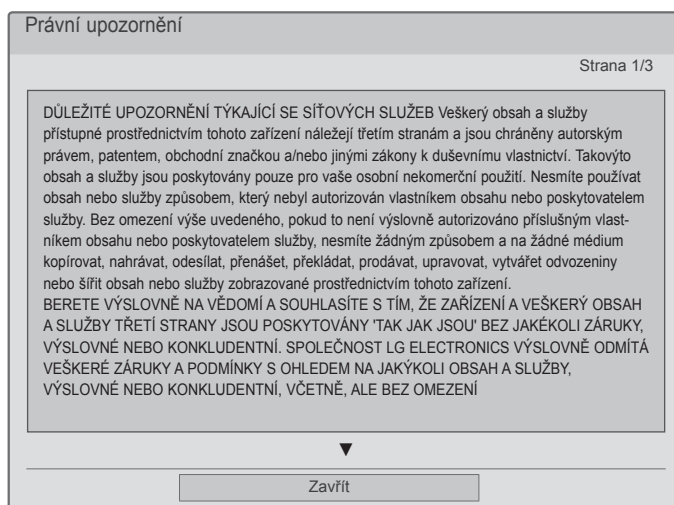 Právní upozornění
Strana 1/3
DŮLEŽITÉ UPOZORNĚNÍ TÝKAJÍCÍ SE SÍŤOVÝCH SLUŽEB Veškerý obsah a služby
přístupné prostřednictvím tohoto zařízení náležejí třetím stranám a jsou chráněny autorským
právem, patentem, obchodní značkou a/nebo jinými zákony k duševnímu vlastnictví. Takovýto
obsah a služby jsou poskytovány pouze pro vaše osobní nekomerční použití. Nesmíte používat
obsah nebo služby způsobem, který nebyl autorizován vlastníkem obsahu nebo poskytovatelem
služby. Bez omezení výše uvedeného, pokud to není výslovně autorizováno příslušným vlast-
níkem obsahu nebo poskytovatelem služby, nesmíte žádným způsobem a na žádné médium
kopírovat, nahrávat, odesílat, přenášet, překládat, prodávat, upravovat, vytvářet odvozeniny
nebo šířit obsah nebo služby zobrazované prostřednictvím tohoto zařízení.
BERETE VÝSLOVNĚ NA VĚDOMÍ A SOUHLASÍTE S TÍM, ŽE ZAŘÍZENÍ A VEŠKERÝ OBSAH
A SLUŽBY TŘETÍ STRANY JSOU POSKYTOVÁNY 'TAK JAK JSOU' BEZ JAKÉKOLI ZÁRUKY,
VÝSLOVNÉ NEBO KONKLUDENTNÍ. SPOLEČNOST LG ELECTRONICS VÝSLOVNĚ ODMÍTÁ
VEŠKERÉ ZÁRUKY A PODMÍNKY S OHLEDEM NA JAKÝKOLI OBSAH A SLUŽBY,
VÝSLOVNÉ NEBO KONKLUDENTNÍ, VČETNĚ, ALE BEZ OMEZENÍ
▼
Zavřít